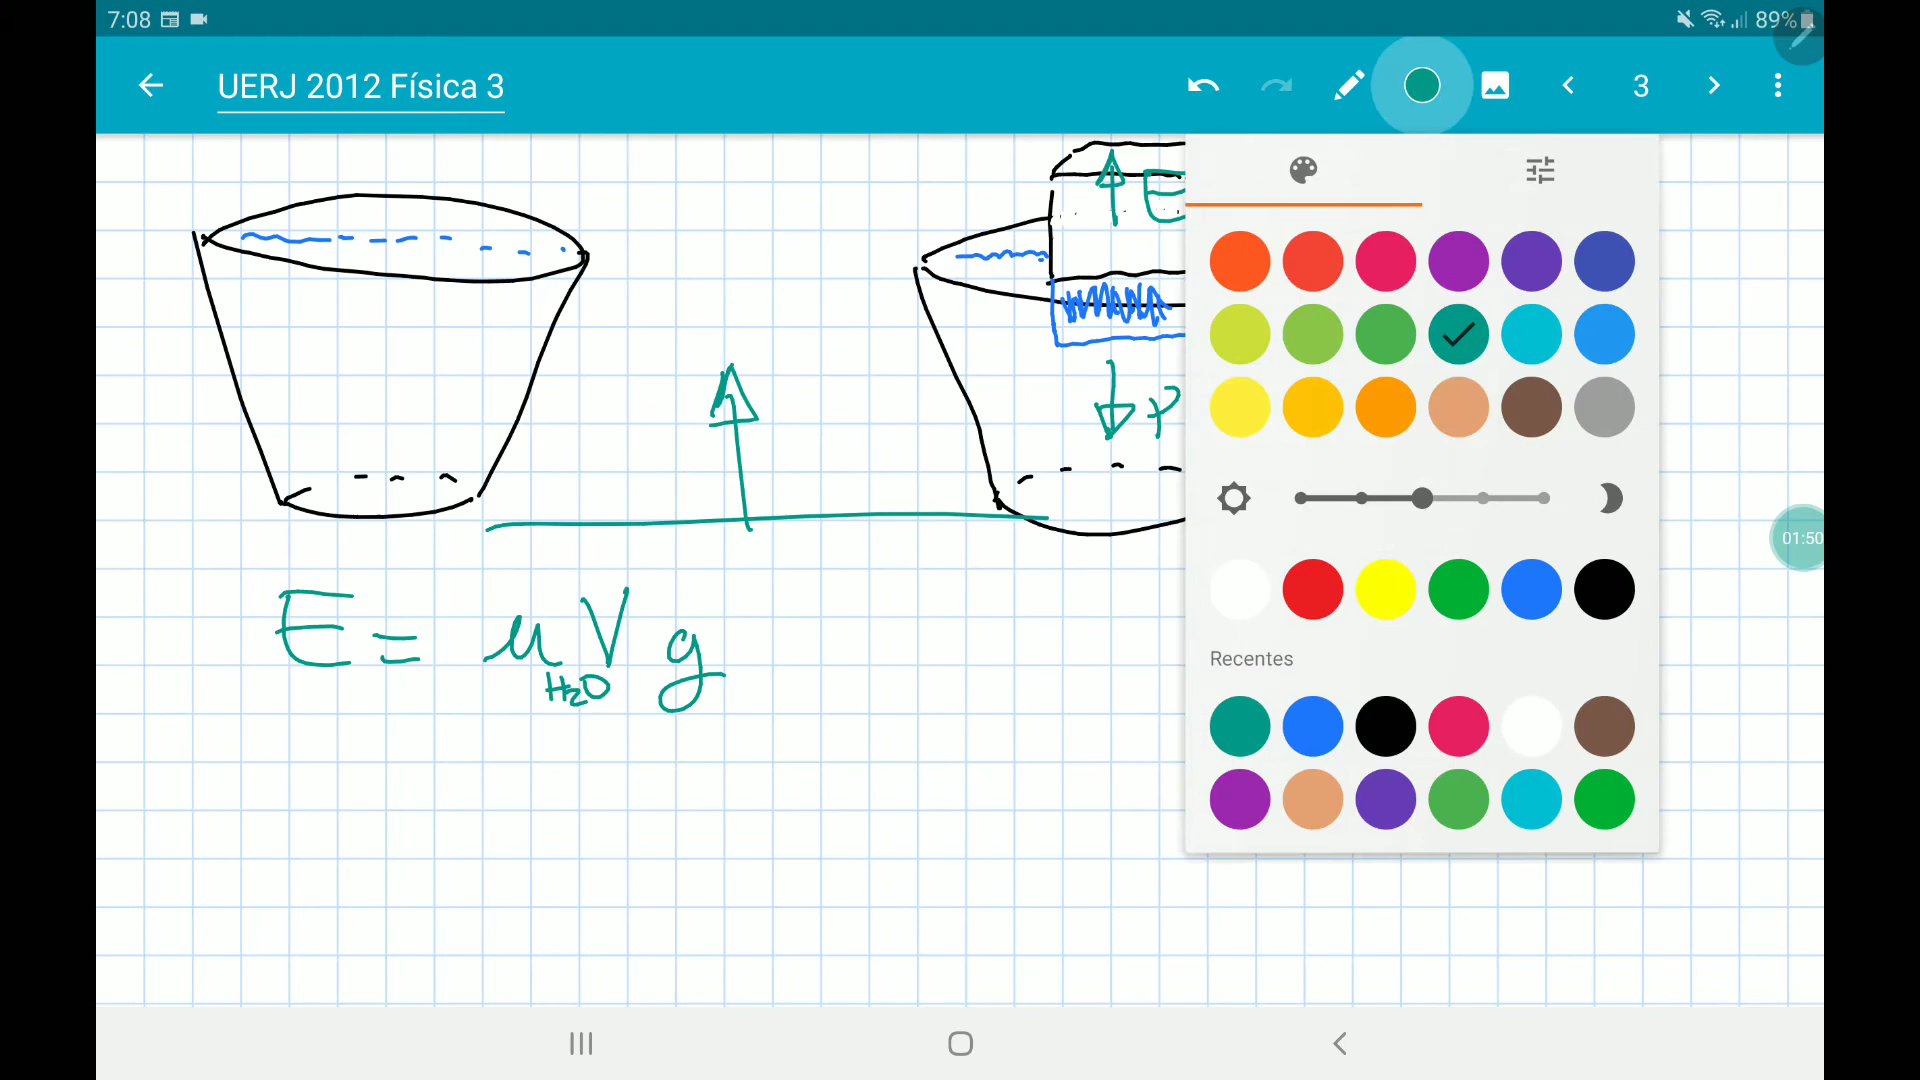 7:08 89%
UERJ 2012 Física 3 3
E
P
01:50
E = μ H₂O V g
Recentes